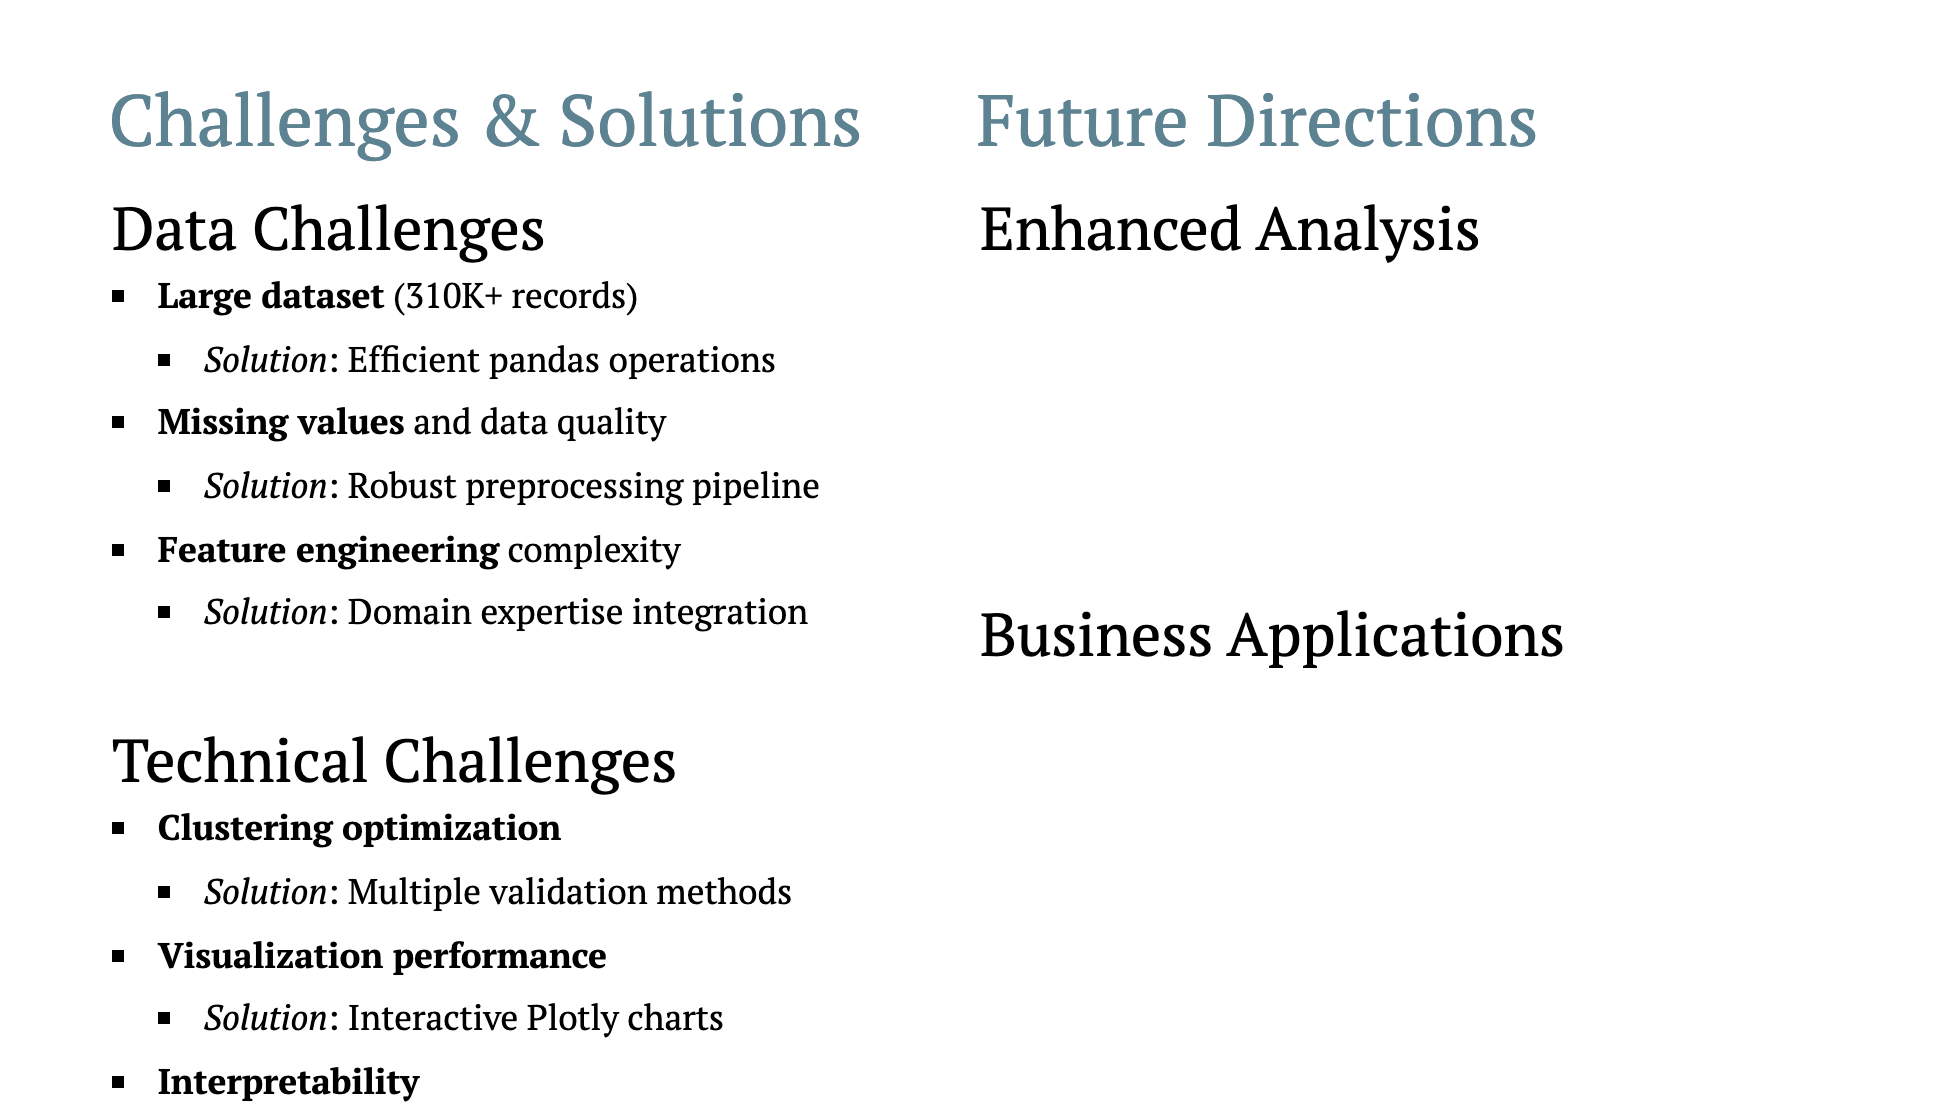 Challenges & Solutions
Data Challenges
Large dataset (310K+ records)
Solution: Efficient pandas operations
Missing values and data quality
Solution: Robust preprocessing pipeline
Feature engineering complexity
Solution: Domain expertise integration
Technical Challenges
Clustering optimization
Solution: Multiple validation methods
Visualization performance
Solution: Interactive Plotly charts
Interpretability
Future Directions
Enhanced Analysis
Business Applications